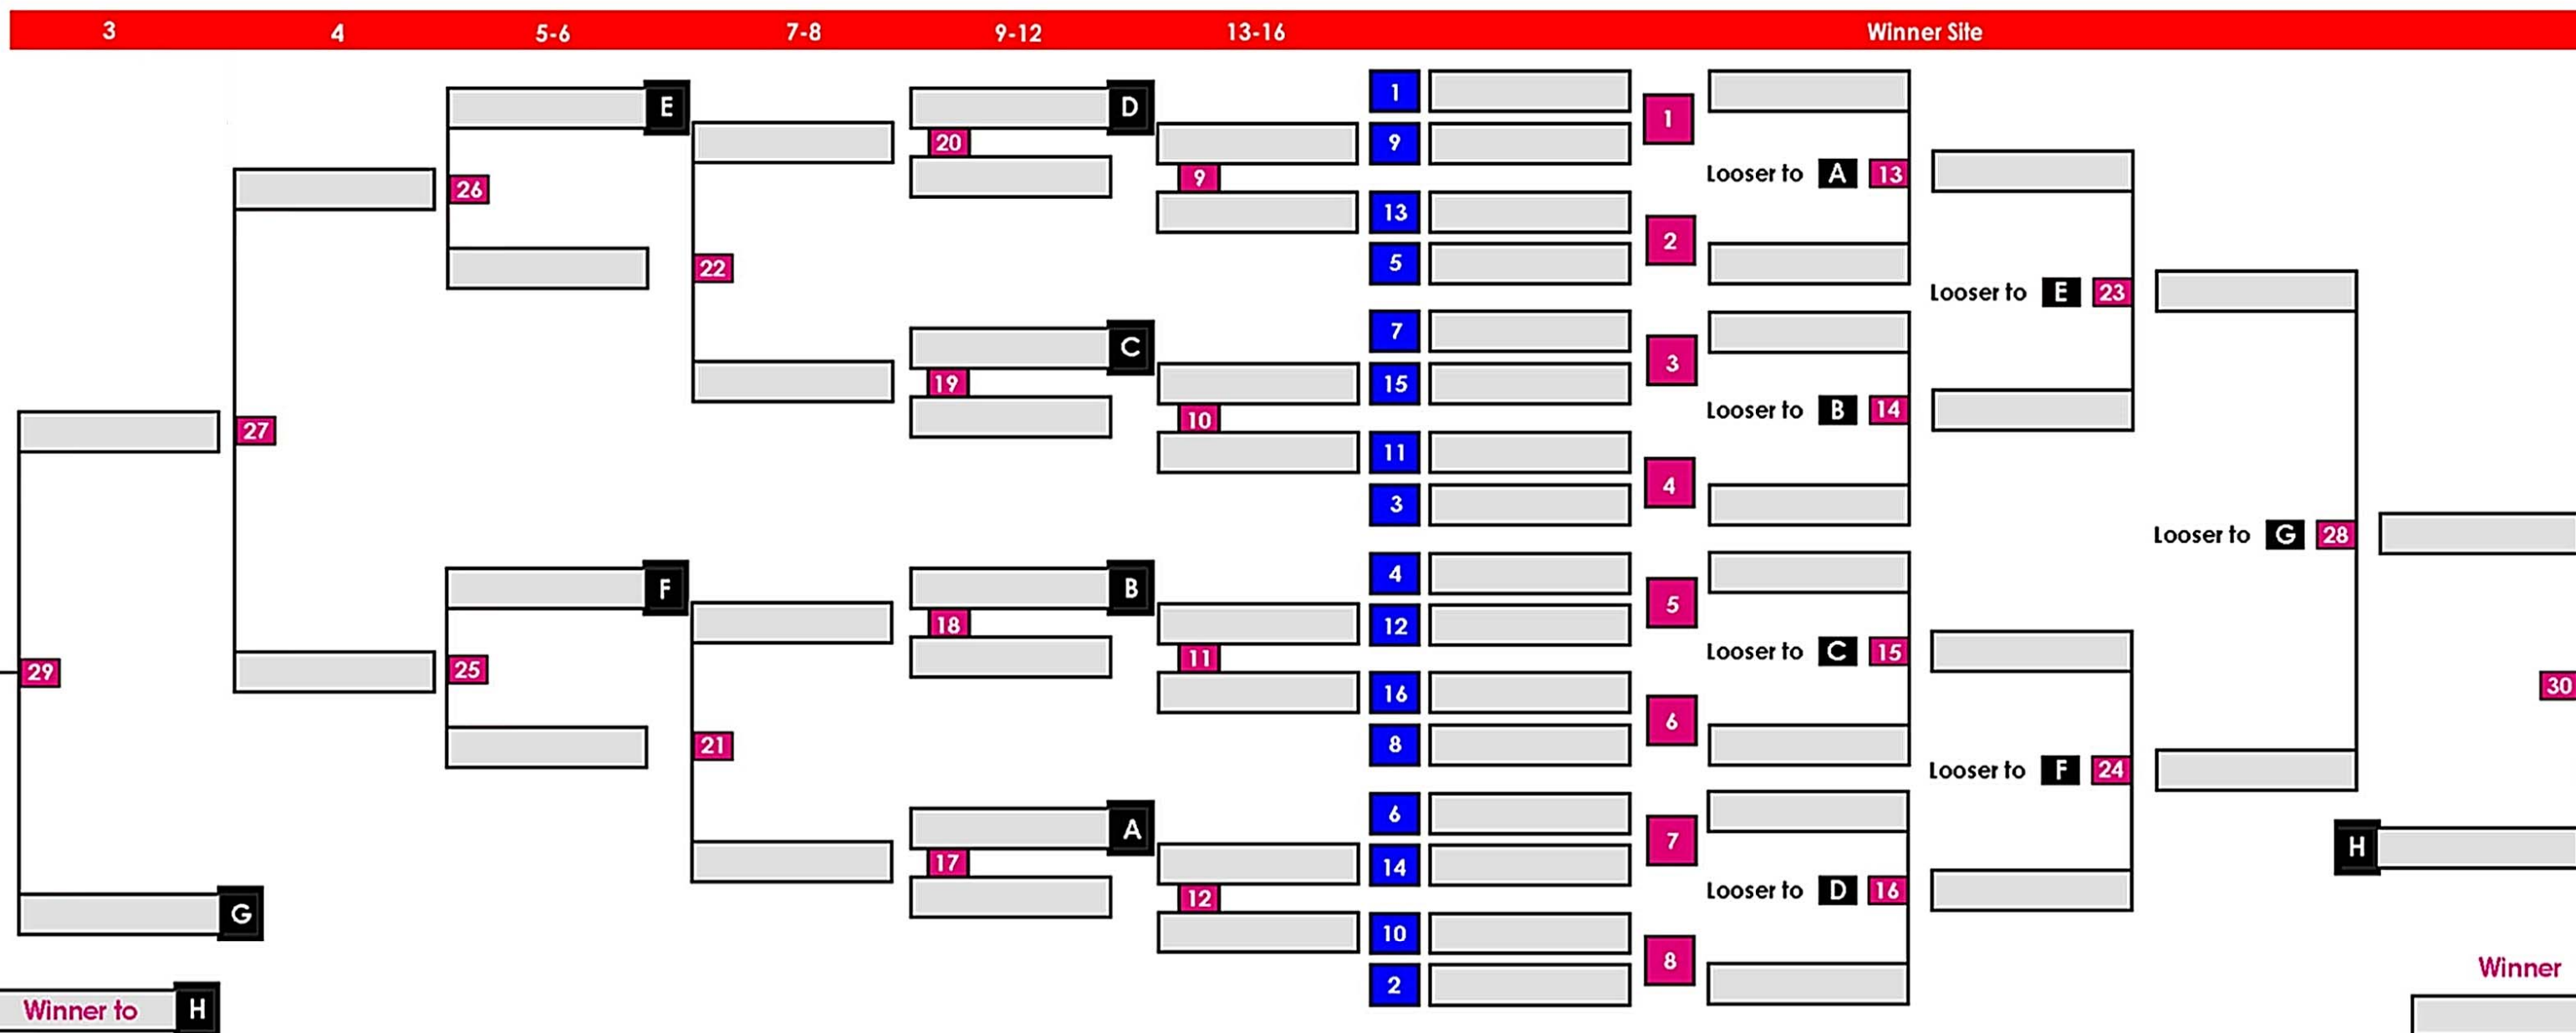 3 4 5-6 7-8 9-12 13-16 Winner Site
1
E D
1
20 9
9
Looser to A 13
26
13
2
22
5
Looser to E 23
7
C
3
19 15
10
Looser to B 14
27
11
4
3
Looser to G 28
4
F B
5
18 12
11
Looser to C 15
29 25
30
16
6
21 8
Looser to F 24
6
A
7
H
17 14
12
Looser to D 16
G
10
8
Winner
2
Winner to H